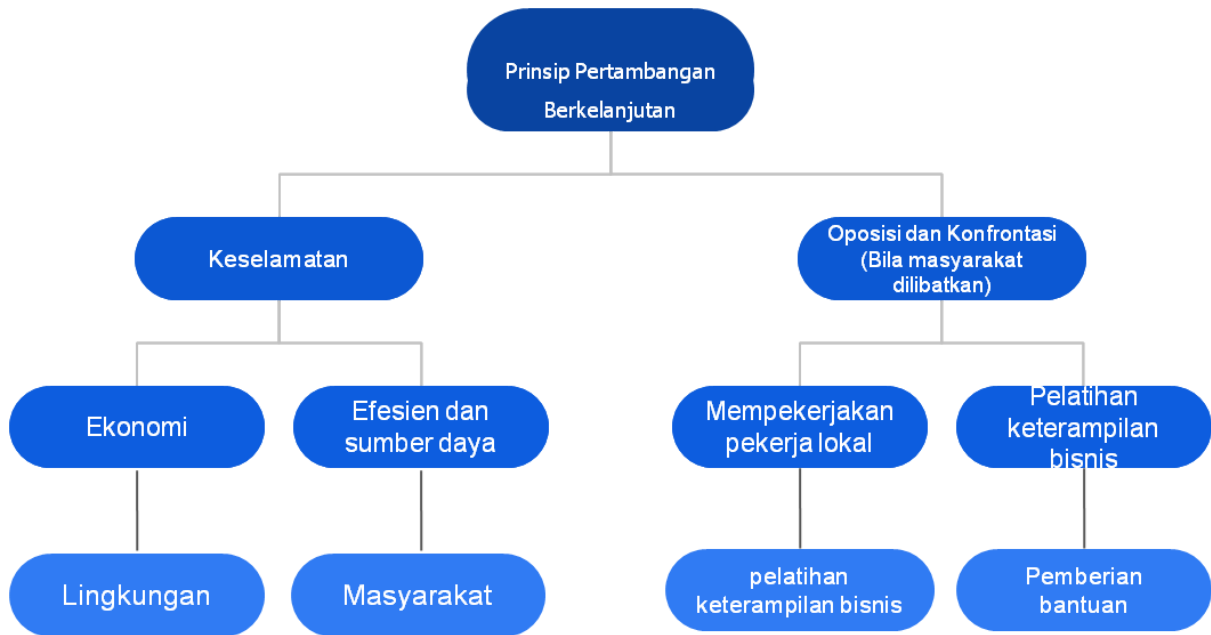 Prinsip Pertambangan
Berkelanjutan
Keselamatan
Oposisi dan Konfrontasi
(Bila masyarakat
dilibatkan)
Ekonomi
Efesien dan
sumber daya
Mempekerjakan
pekerja lokal
Pelatihan
keterampilan
bisnis
Lingkungan
Masyarakat
pelatihan
keterampilan bisnis
Pemberian
bantuan